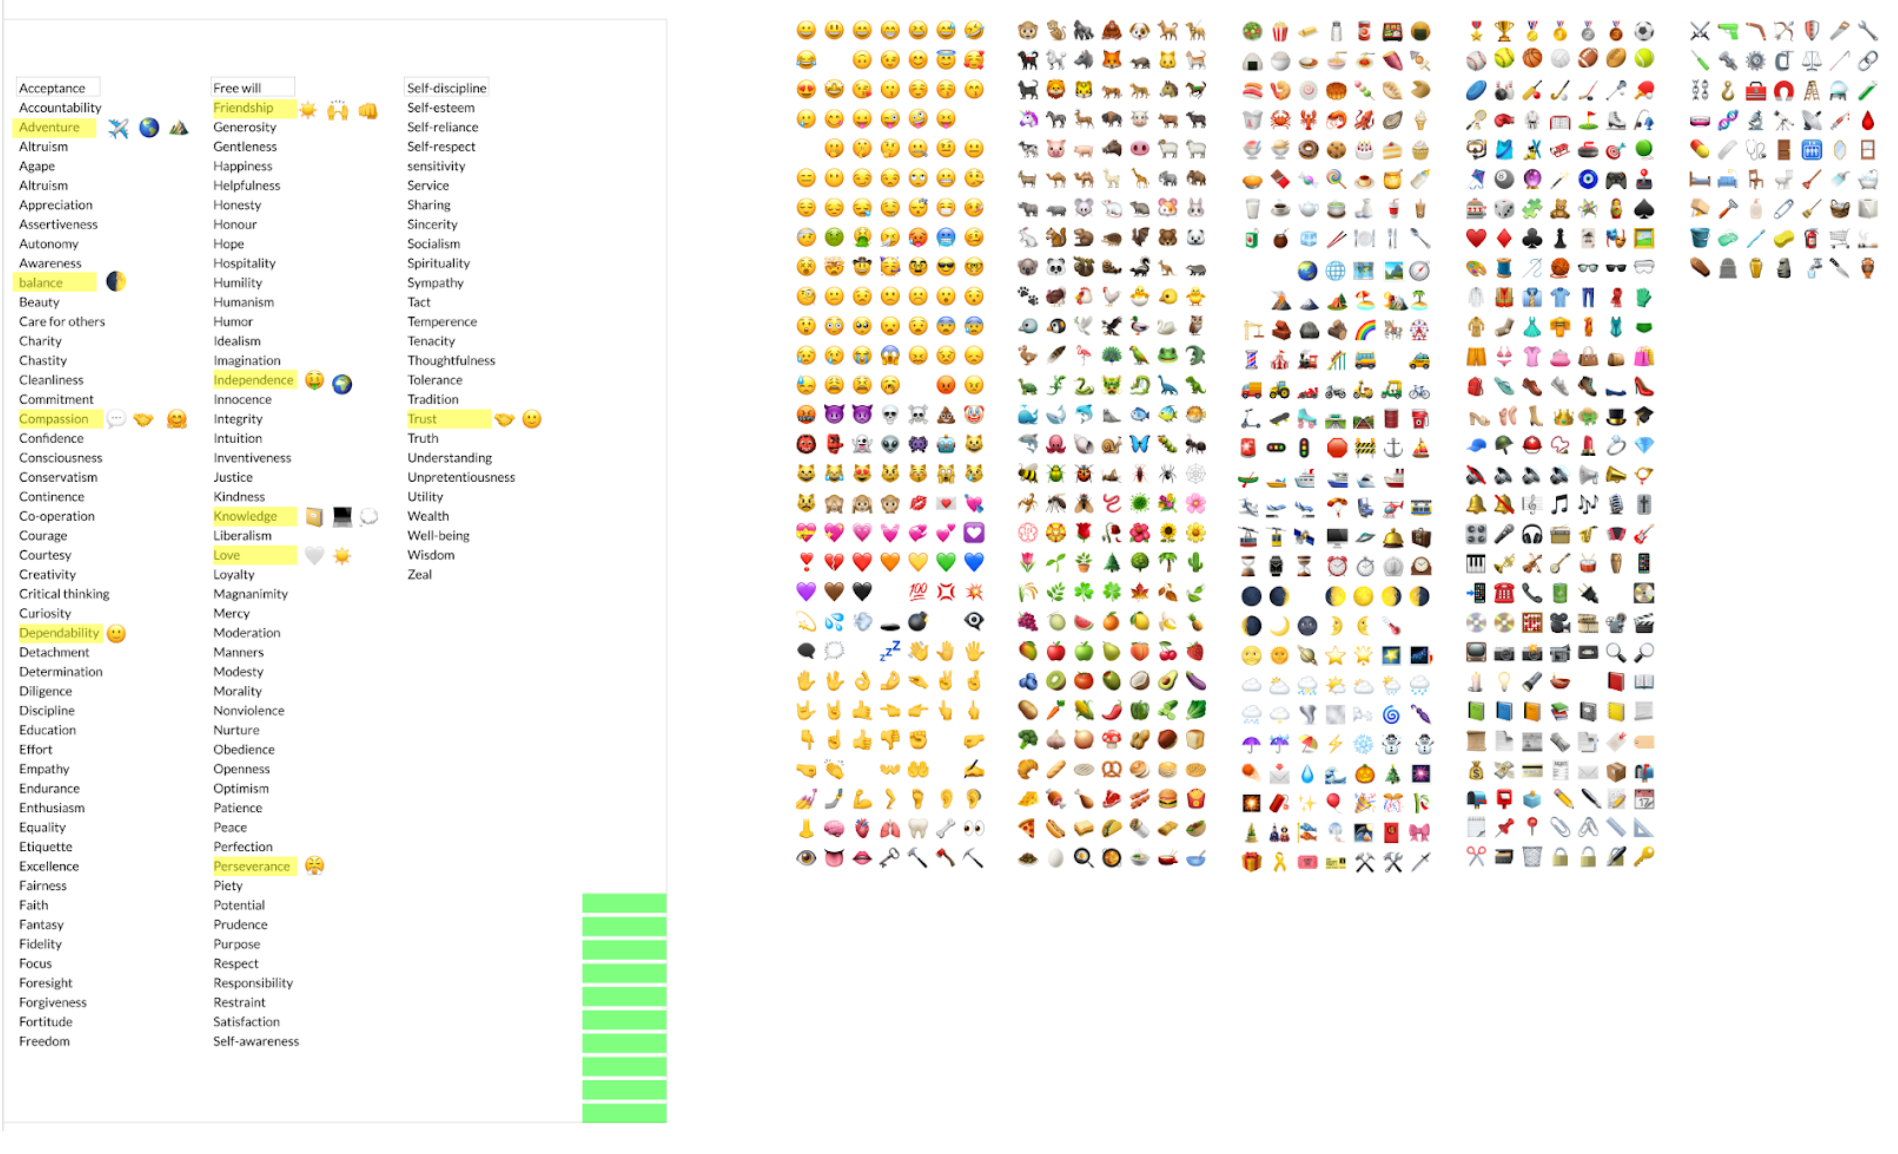 Acceptance
Accountability
Adventure
Altruism
Agape
Altruism
Appreciation
Assertiveness
Autonomy
Awareness
balance
Beauty
Care for others
Charity
Chastity
Cleanliness
Commitment
Compassion
Confidence
Consciousness
Conservatism
Continence
Co-operation
Courage
Courtesy
Creativity
Critical thinking
Curiosity
Dependability
Detachment
Determination
Diligence
Discipline
Education
Effort
Empathy
Endurance
Enthusiasm
Equality
Etiquette
Excellence
Fairness
Faith
Fantasy
Fidelity
Focus
Foresight
Forgiveness
Fortitude
Freedom
Free will
Friendship
Generosity
Gentleness
Happiness
Helpfulness
Honesty
Honour
Hope
Hospitality
Humility
Humanism
Humor
Idealism
Imagination
Independence
Innocence
Integrity
Intuition
Inventiveness
Justice
Kindness
Knowledge
Liberalism
Love
Loyalty
Magnanimity
Mercy
Moderation
Manners
Modesty
Morality
Nonviolence
Nurture
Obedience
Openness
Optimism
Patience
Peace
Perfection
Perseverance
Piety
Potential
Prudence
Purpose
Respect
Responsibility
Restraint
Satisfaction
Self-awareness
Self-discipline
Self-esteem
Self-reliance
Self-respect
sensitivity
Service
Sharing
Sincerity
Socialism
Spirituality
Sympathy
Tact
Temperence
Tenacity
Thoughtfulness
Tolerance
Tradition
Trust
Truth
Understanding
Unpretentiousness
Utility
Wealth
Well-being
Wisdom
Zeal
100
zzZ
17